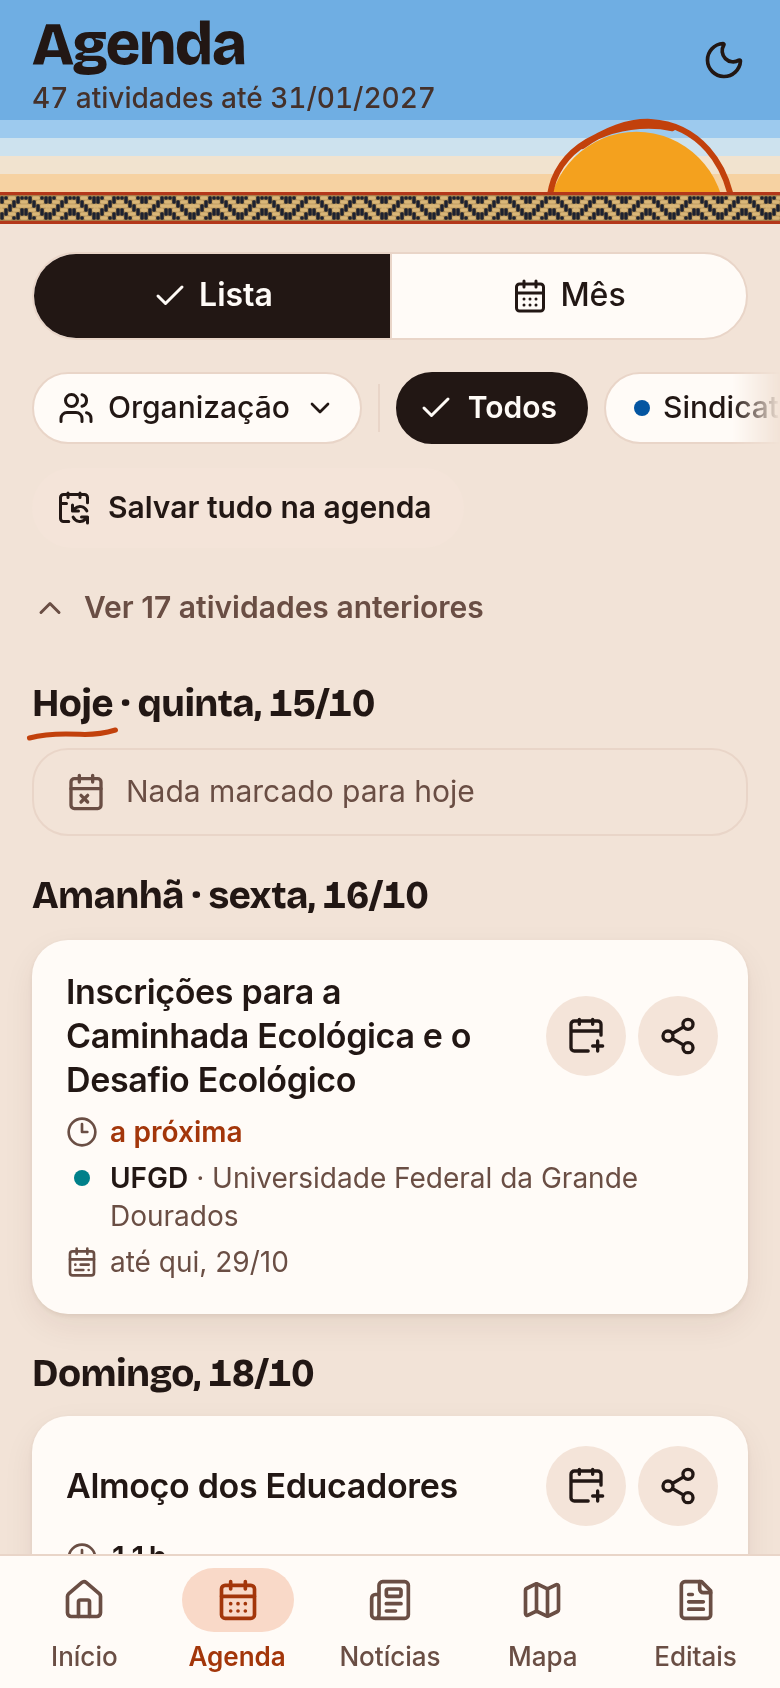 Agenda
47 atividades até 31/01/2027
Lista
Mês
Organização
Todos
Salvar tudo na agenda
Ver 17 atividades anteriores
Hoje · quinta, 15/10
Nada marcado para hoje
Amanhã · sexta, 16/10
Inscrições para a
Caminhada Ecológica e o
Desafio Ecológico
a próxima
UFGD · Universidade Federal da Grande
Dourados
até qui, 29/10
Domingo, 18/10
Almoço dos Educadores
11h
Início
Agenda
Notícias
Mapa
Editais